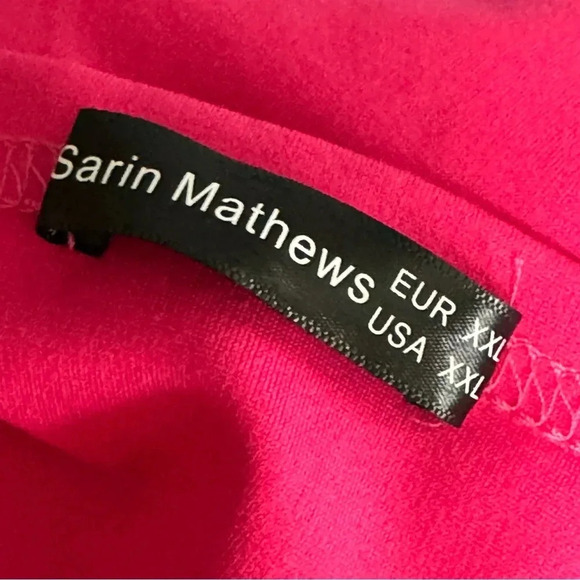 Sarin Mathews
EUR XXL
USA XXL